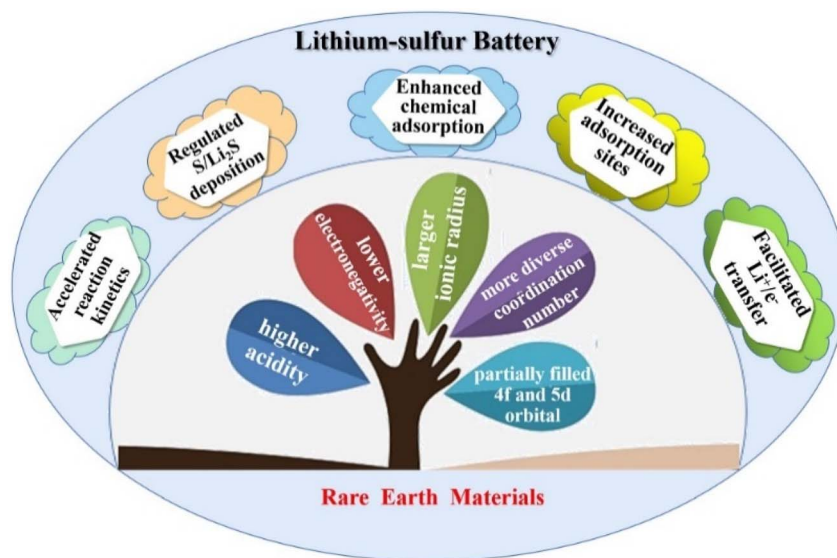 Lithium-sulfur Battery
Accelerated
reaction
kinetics
Regulated
S/Li₂S
deposition
Enhanced
chemical
adsorption
Increased
adsorption
sites
Facilitated
Li⁺/e⁻
transfer
higher
acidity
lower
electronegativity
larger
ionic radius
more diverse
coordination
number
partially filled
4f and 5d
orbital
Rare Earth Materials